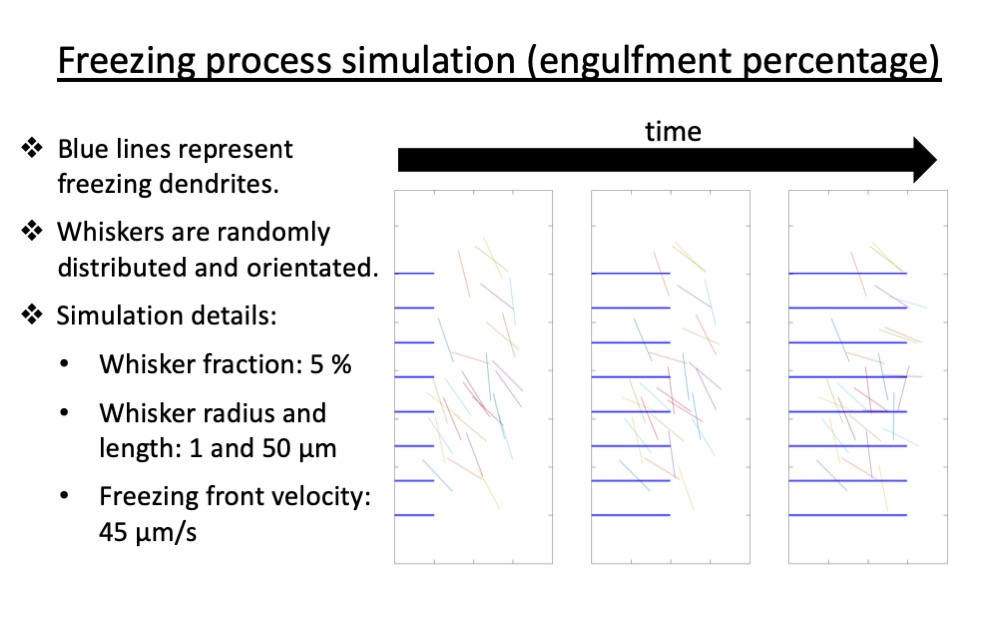 Freezing process simulation (engulfment percentage)
❖ Blue lines represent
freezing dendrites.
❖ Whiskers are randomly
distributed and orientated.
❖ Simulation details:
• Whisker fraction: 5 %
• Whisker radius and
length: 1 and 50 μm
• Freezing front velocity:
45 μm/s
time